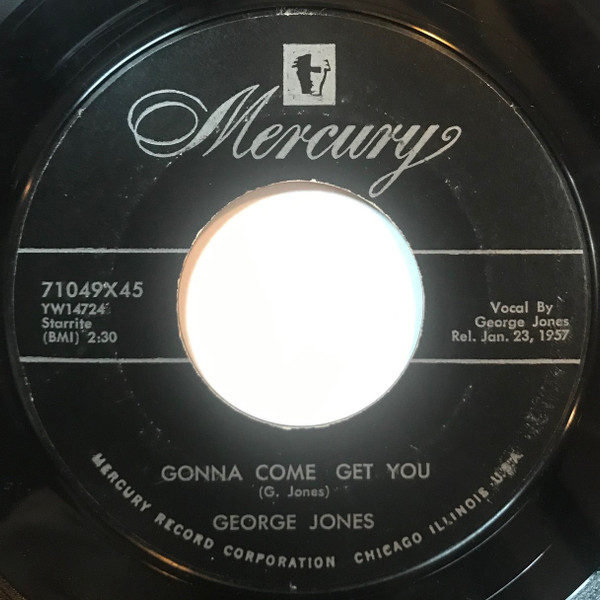 Mercury
71049X45
YW14724
Starrite
(BMI) 2:30
Vocal By
George Jones
Rel. Jan. 23, 1957
GONNA COME GET YOU
(G. Jones)
GEORGE JONES
MERCURY RECORD CORPORATION CHICAGO ILLINOIS U.S.A.